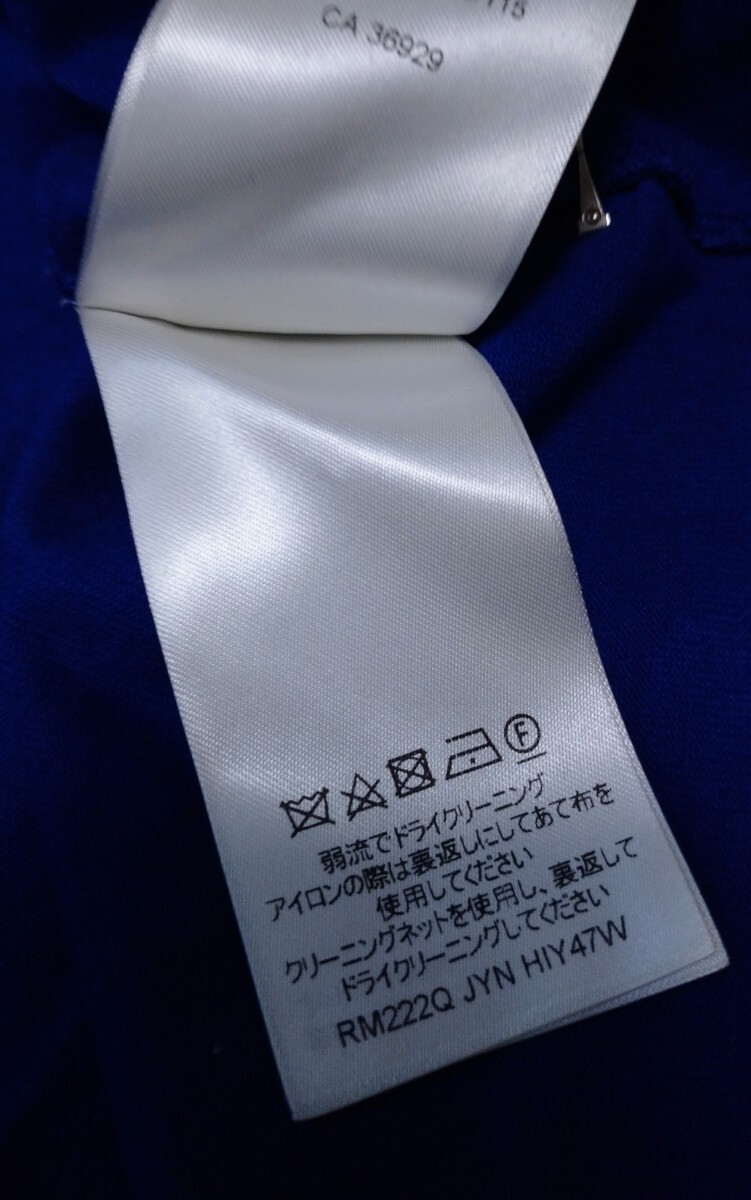 CA 36929
F
弱流でドライクリーニング
アイロンの際は裏返しにしてあて布を
使用してください
クリーニングネットを使用し、裏返して
ドライクリーニングしてください
RM222Q JYN HIY47W